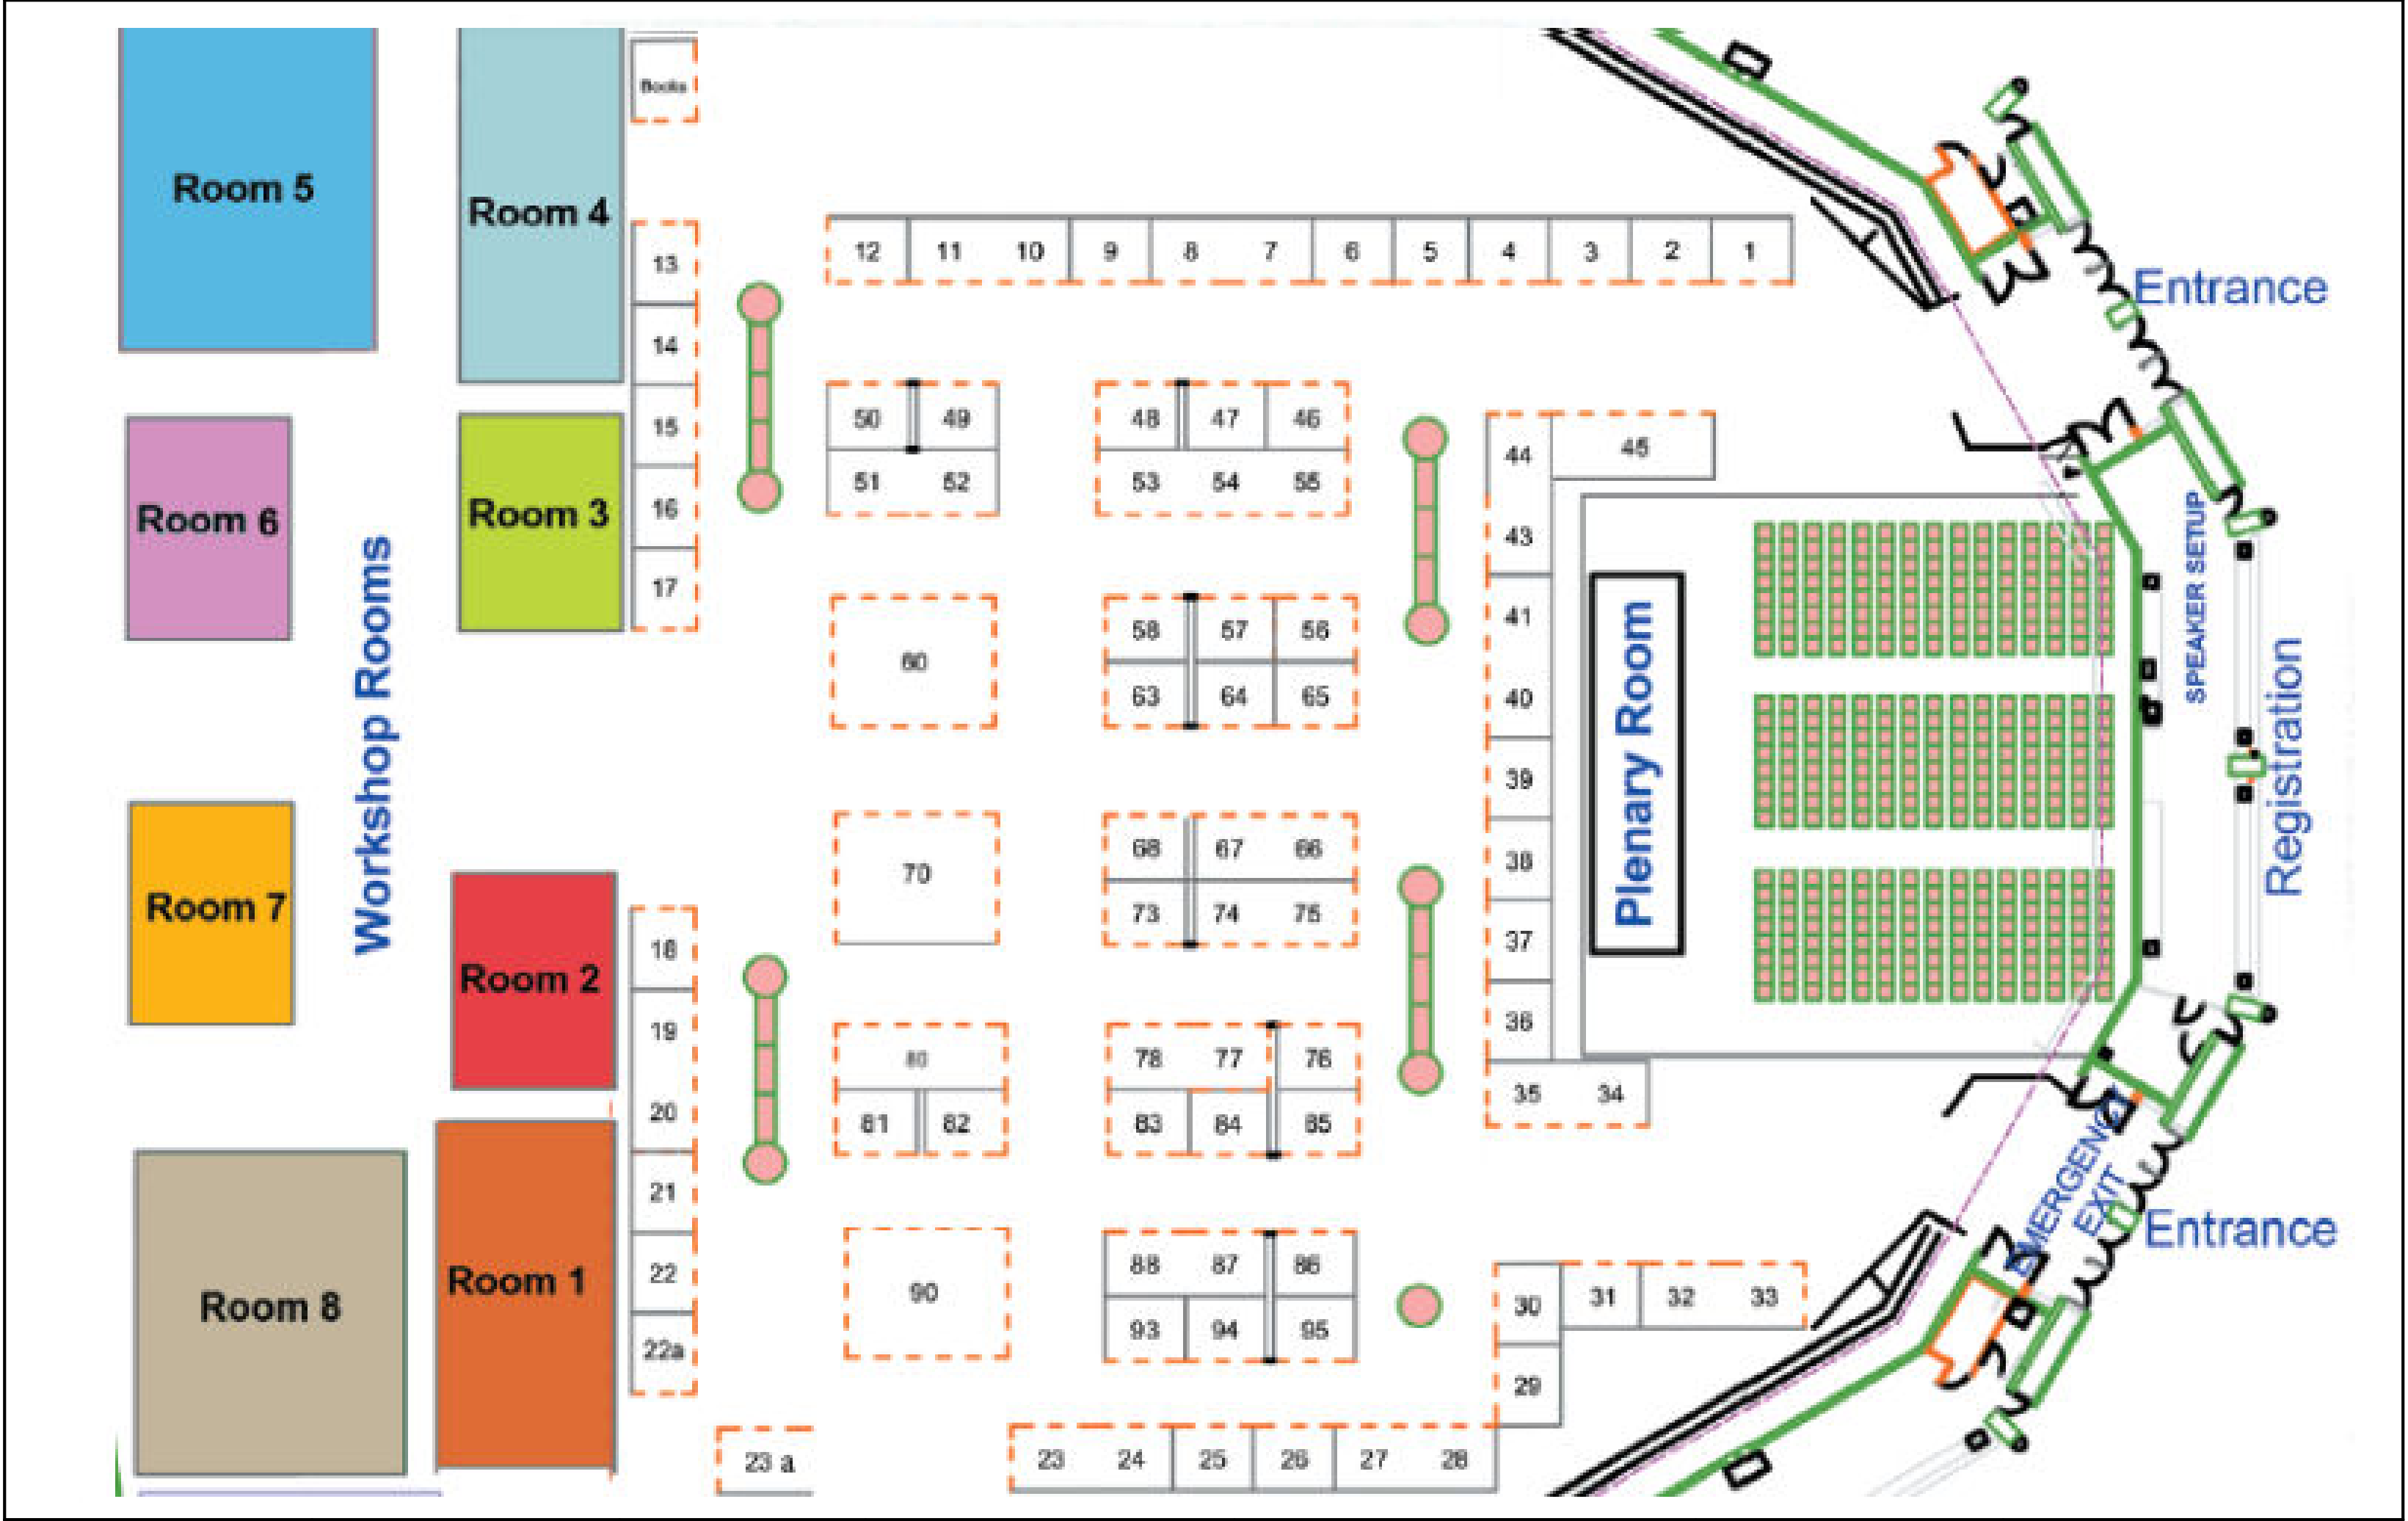 Books
Room 5
Room 4
13
14
15
16
17
12 11 10 9 8 7 6 5 4 3 2 1
Entrance
50 49
51 52
48 47 46
53 54 55
44 45
43
41
40
39
38
37
36
35 34
Room 6
Room 3
Workshop Rooms
60
58 57 56
63 64 65
Plenary Room
SPEAKER SETUP
Registration
Room 7
Room 2
70
68 67 66
73 74 75
18
19
20
21
22
22a
80
81 82
78 77 76
83 84 85
EMERGENCY
EXIT
Entrance
Room 8
Room 1
90
88 87 86
93 94 95
30 31 32 33
29
23 a
23 24 25 26 27 28